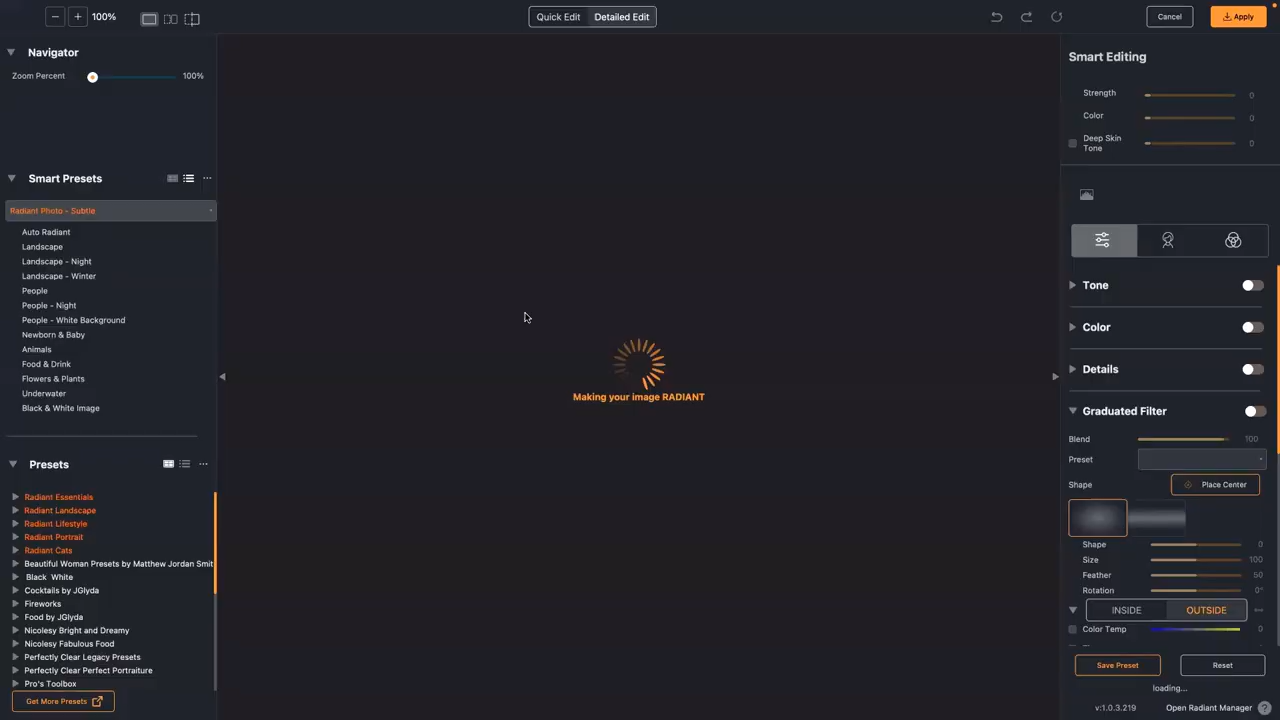 100%
Quick Edit
Detailed Edit
Cancel
Apply
Navigator
Zoom Percent
100%
Smart Presets
Radiant Photo - Subtle
Auto Radiant
Landscape
Landscape - Night
Landscape - Winter
People
People - Night
People - White Background
Newborn & Baby
Animals
Food & Drink
Flowers & Plants
Underwater
Black & White Image
Presets
Radiant Essentials
Radiant Landscape
Radiant Lifestyle
Radiant Portrait
Radiant Cats
Beautiful Woman Presets by Matthew Jordan Smit
Black White
Cocktails by JGlyda
Fireworks
Food by JGlyda
Nicolesy Bright and Dreamy
Nicolesy Fabulous Food
Perfectly Clear Legacy Presets
Perfectly Clear Perfect Portraiture
Pro's Toolbox
Get More Presets
Making your image RADIANT
Smart Editing
Strength 0
Color 0
Deep Skin
Tone
0
Tone
Color
Details
Graduated Filter
Blend 100
Preset
Shape
Place Center
Shape 0
Size 100
Feather 50
Rotation 0°
INSIDE
OUTSIDE
Color Temp 0
Save Preset
Reset
loading...
v:1.0.3.219
Open Radiant Manager
?